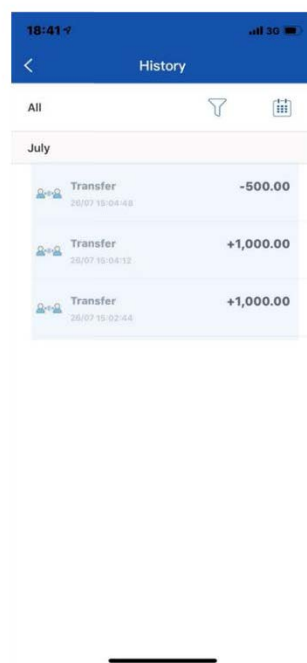 18:41
3G
History
All
July
Transfer
-500.00
26/07 15:04:48
Transfer
+1,000.00
26/07 15:04:12
Transfer
+1,000.00
26/07 15:02:44